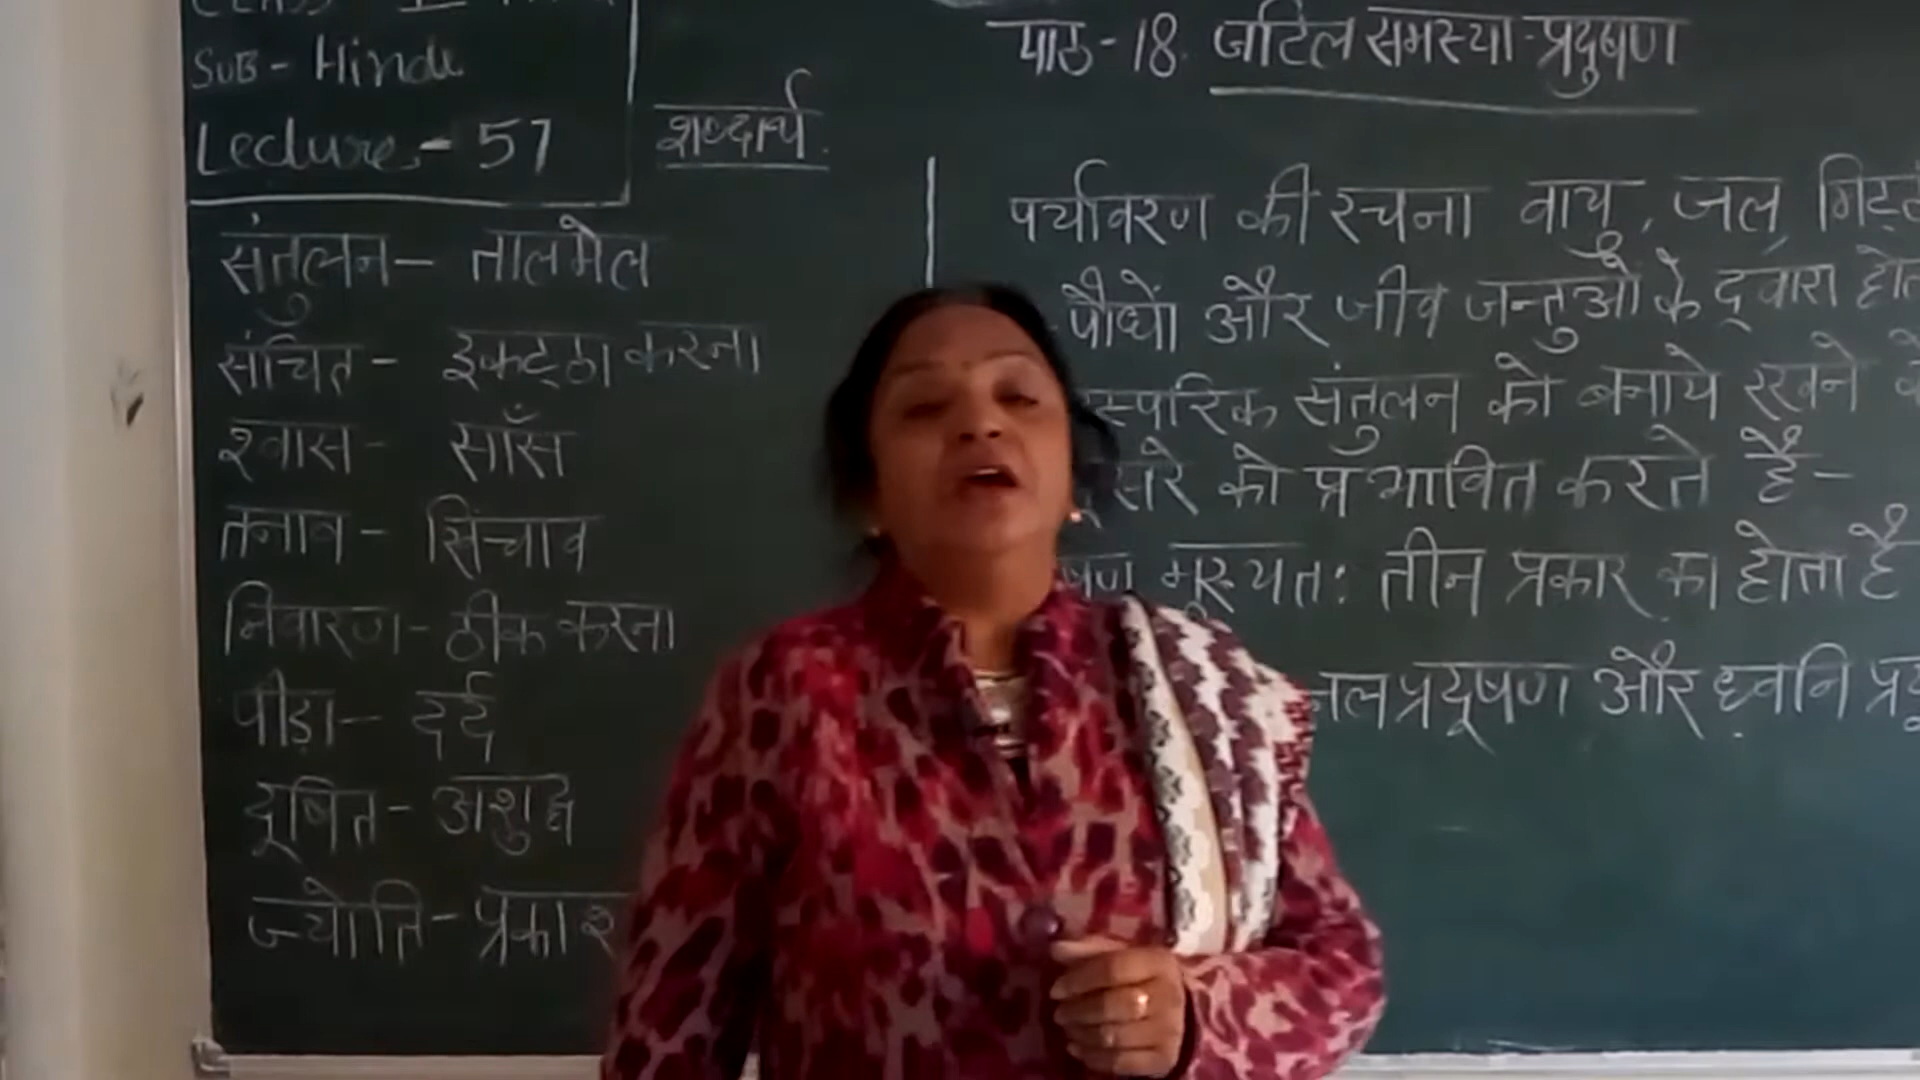 Sub - Hindi
Lecture - 57
शब्दार्थ
संतुलन - तालमेल
संचित - इकट्ठा करना
श्वास - साँस
तनाव - खिंचाव
निवारण - ठीक करना
पीड़ा - दर्द
दूषित - अशुद्ध
ज्योति - प्रकाश
पाठ - 18. जटिल समस्या - प्रदुषण
पर्यावरण की रचना वायु, जल,
पौधों और जीव जन्तुओं के द्वारा
संतुलन को बनाये रखने
को प्रभावित करते हैं -
मुख्यत: तीन प्रकार का होता है
जल प्रदूषण और ध्वनि